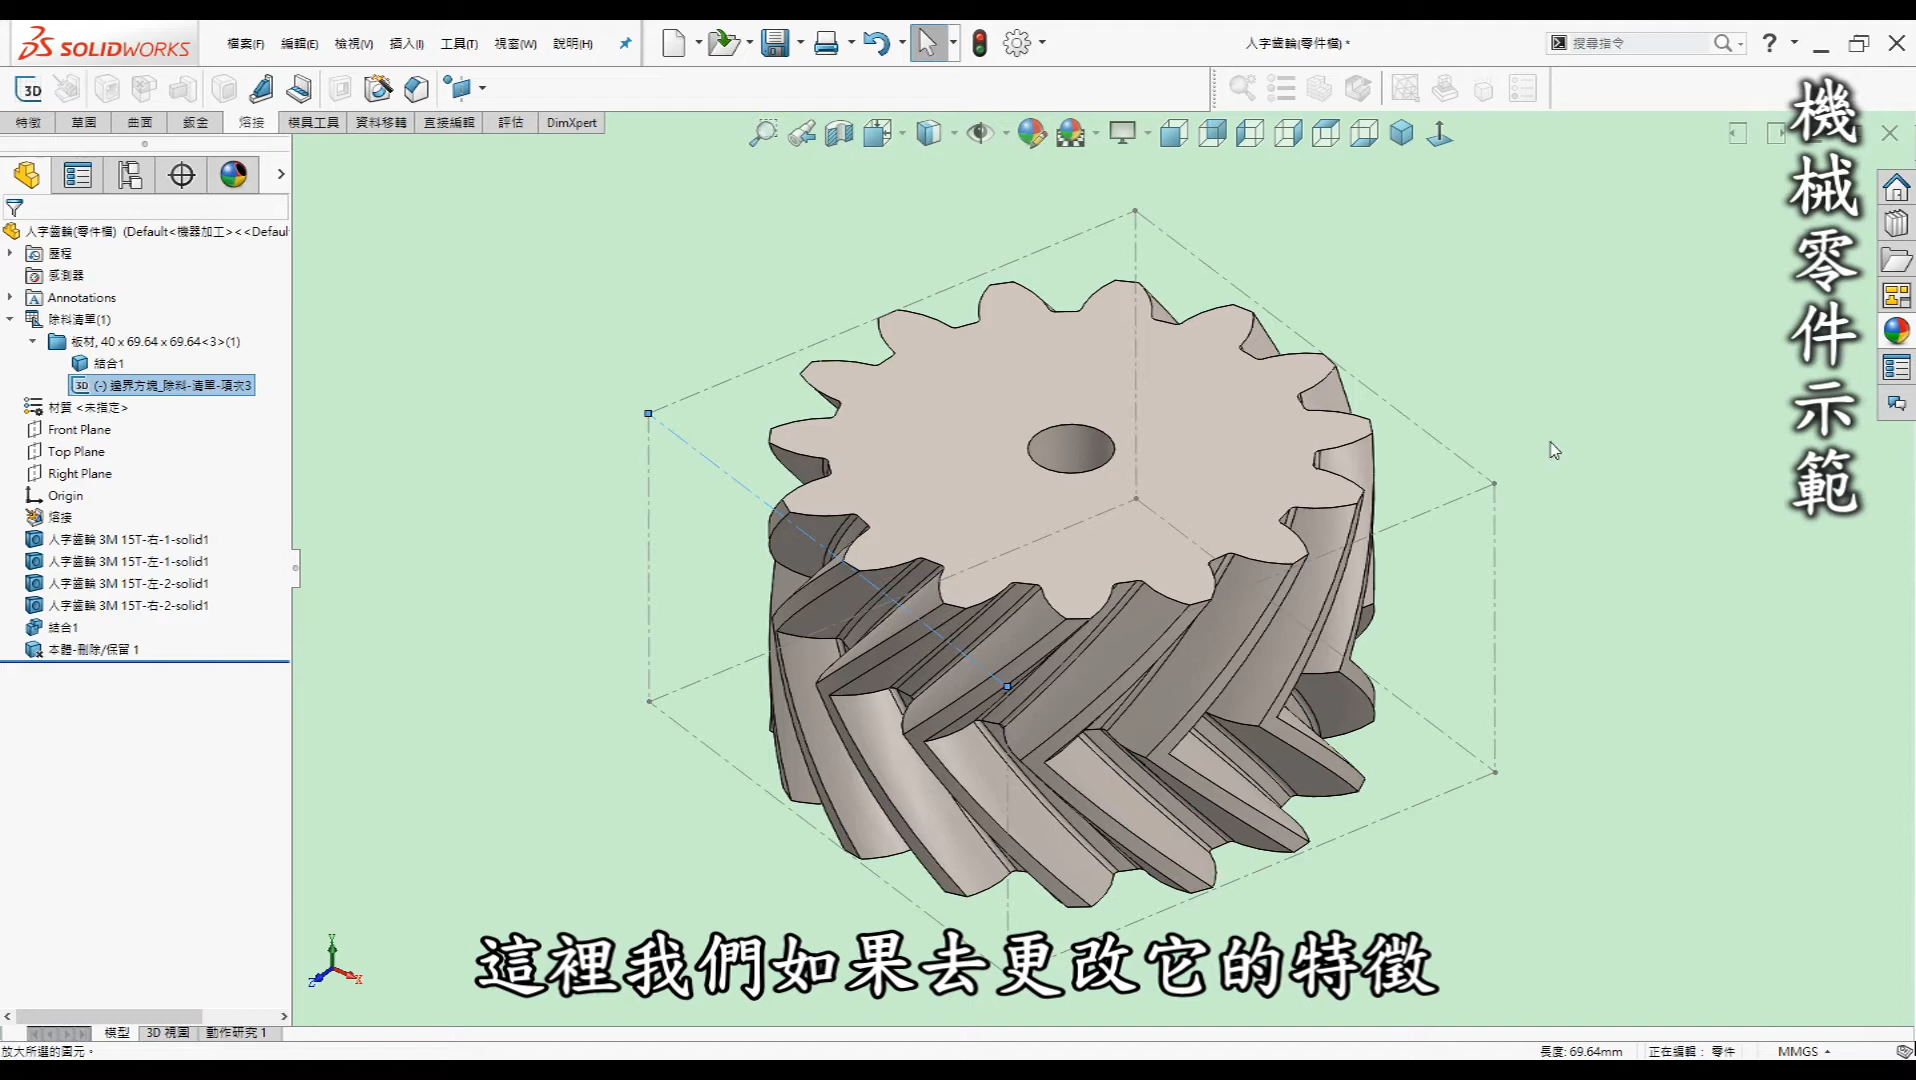 SOLIDWORKS
檔案(F) 編輯(E) 檢視(V) 插入(I) 工具(T) 視窗(W) 說明(H)
人字齒輪(零件檔) *
搜尋指令
3D
特徵 草圖 曲面 鈑金 熔接 模具工具 資料移轉 直接編輯 評估 DimXpert
機械零件示範
人字齒輪(零件檔) (Default<機器加工><<Defaul
歷程
感測器
Annotations
除料清單(1)
板材, 40 x 69.64 x 69.64<3>(1)
結合1
3D (-) 邊界方塊_除料-清單-項次3
材質 <未指定>
Front Plane
Top Plane
Right Plane
Origin
熔接
人字齒輪 3M 15T-右-1-solid1
人字齒輪 3M 15T-左-1-solid1
人字齒輪 3M 15T-左-2-solid1
人字齒輪 3M 15T-右-2-solid1
結合1
本體-刪除/保留 1
這裡我們如果去更改它的特徵
Y
X
Z
模型 3D 視圖 動作研究 1
放大所選的圖元。
長度: 69.64mm 正在編輯： 零件 MMGS